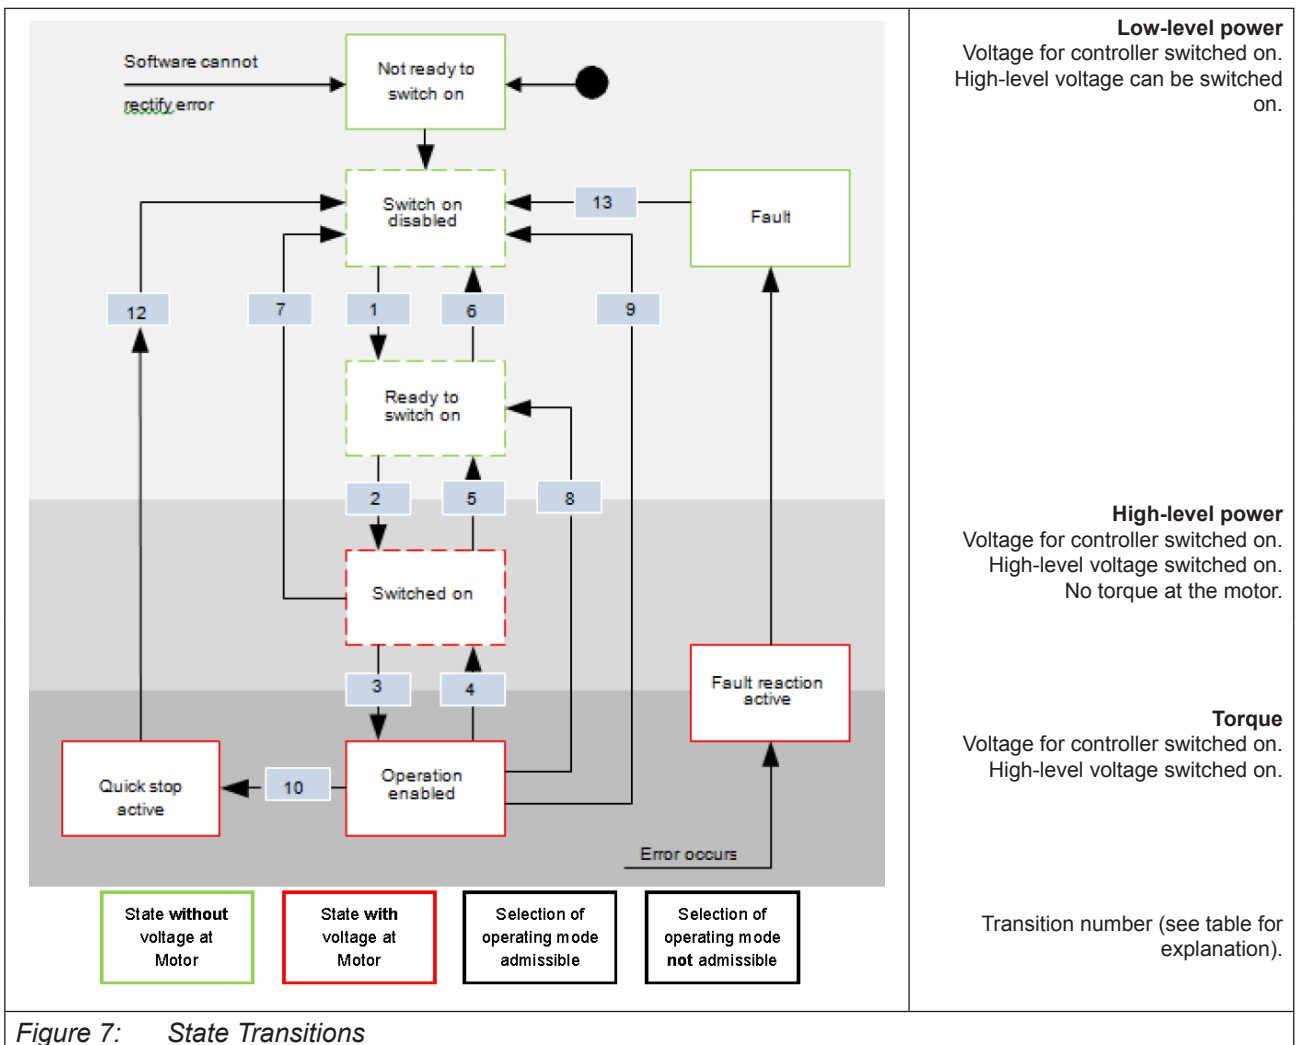 Low-level power
Voltage for controller switched on.
High-level voltage can be switched
on.
Software cannot
rectify error
Not ready to
switch on
Switch on
disabled
13
Fault
12
7
1
6
9
Ready to
switch on
2
5
8
High-level power
Voltage for controller switched on.
High-level voltage switched on.
No torque at the motor.
Switched on
3
4
Fault reaction
active
Torque
Voltage for controller switched on.
High-level voltage switched on.
Quick stop
active
10
Operation
enabled
Error occurs
State without
voltage at
Motor
State with
voltage at
Motor
Selection of
operating mode
admissible
Selection of
operating mode
not admissible
Transition number (see table for
explanation).
Figure 7: State Transitions